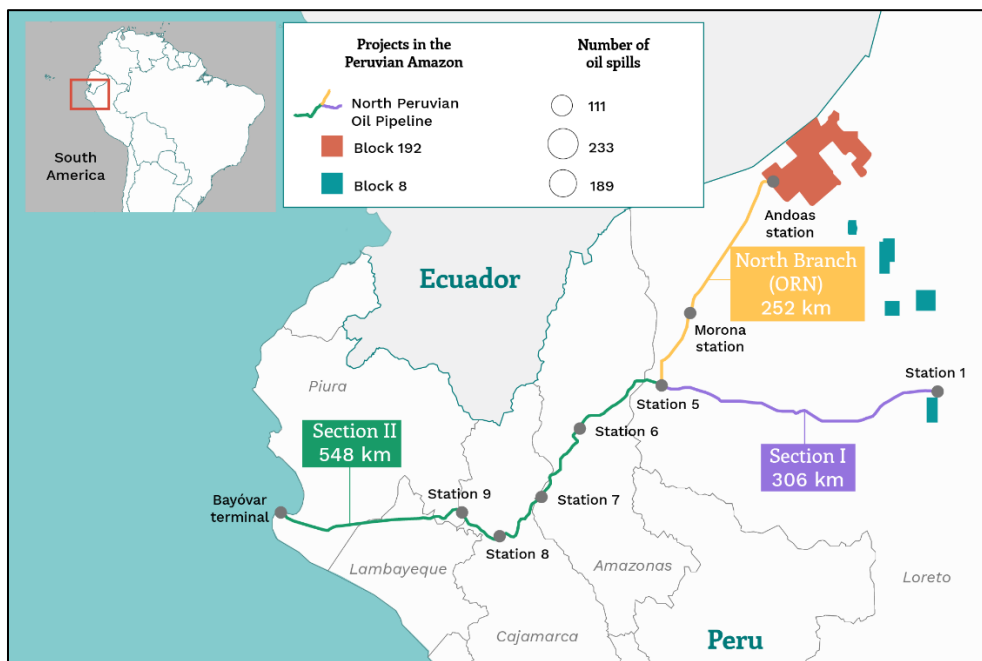 Projects in the
Peruvian Amazon
Number of
oil spills
North Peruvian
Oil Pipeline
111
Block 192
233
Block 8
189
South
America
Andoas
station
Ecuador
North Branch
(ORN)
252 km
Morona
station
Piura
Station 1
Station 5
Section II
548 km
Station 6
Section I
306 km
Station 9
Station 7
Bayóvar
terminal
Station 8
Lambayeque
Amazonas
Loreto
Cajamarca
Peru